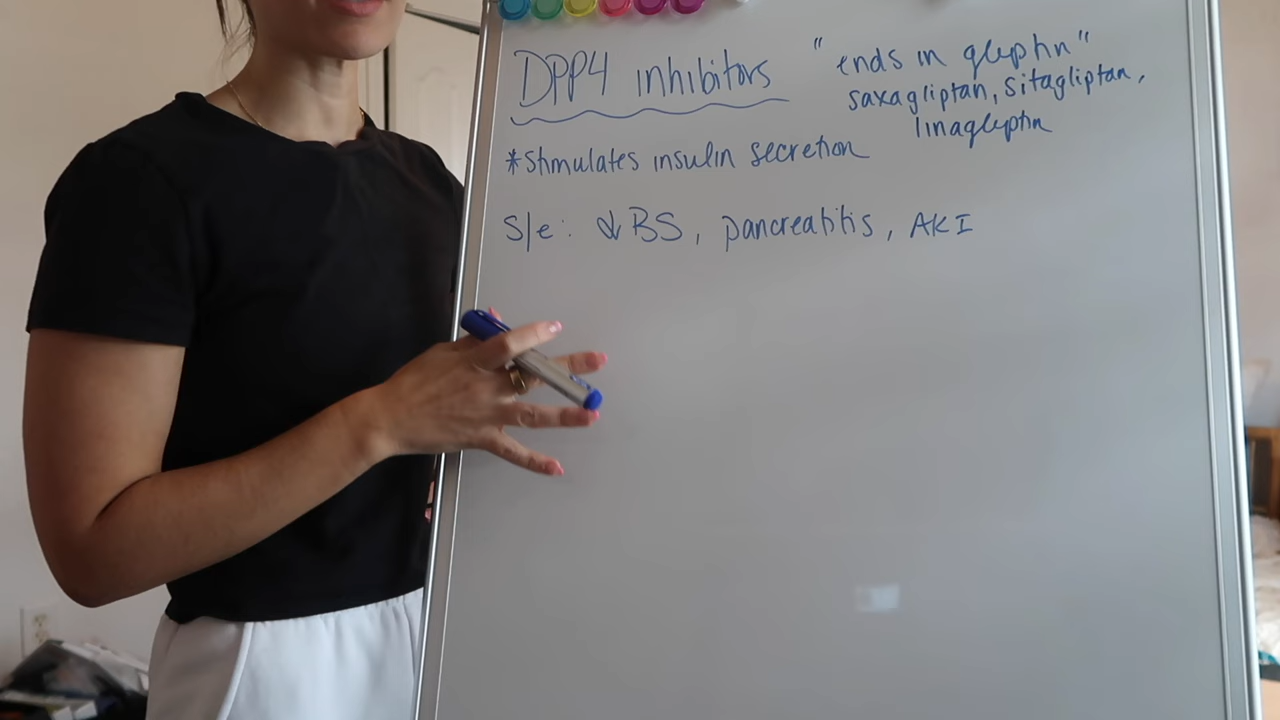 DPP4 inhibitors
"ends in gliptin"
saxagliptan, sitagliptan,
linagliptin
*Stimulates insulin secretion
S/e: ↓BS, pancreatitis, AKI